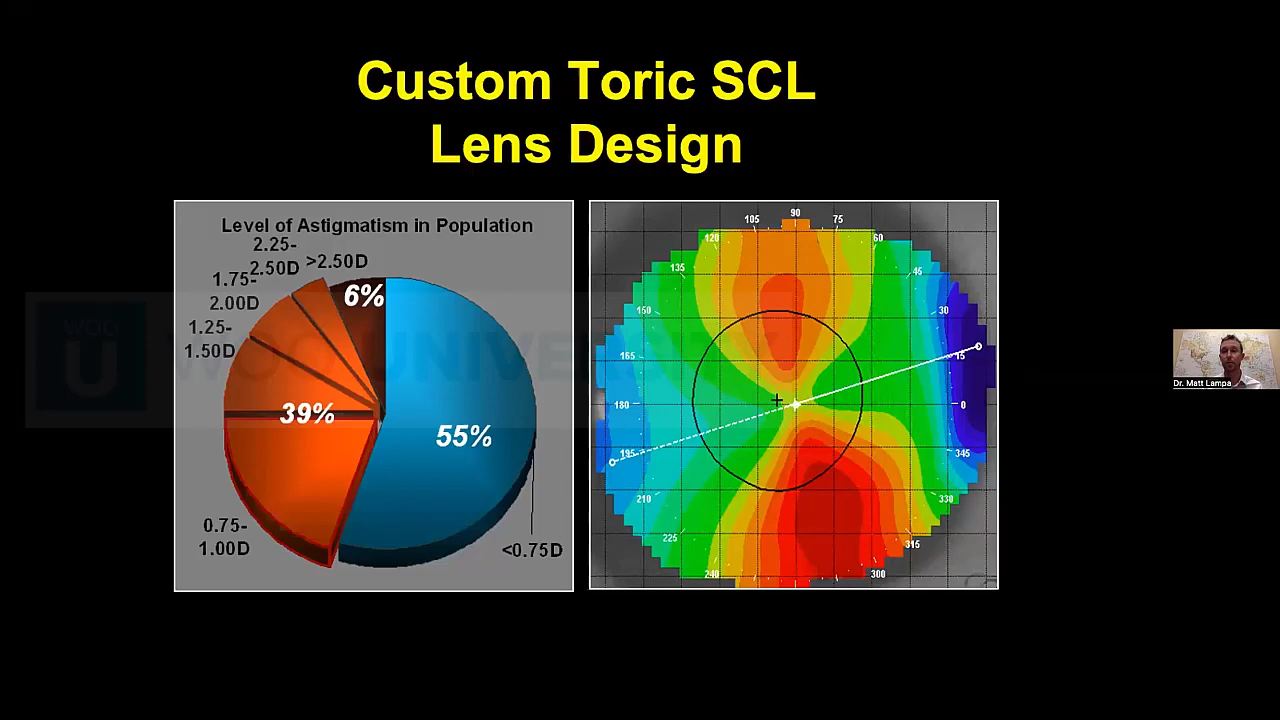 Custom Toric SCL
Lens Design
Level of Astigmatism in Population
2.25-
2.50D
>2.50D
1.75-
2.00D
1.25-
1.50D
6%
39%
55%
0.75-
1.00D
<0.75D
105
90
75
120
60
135
45
150
30
165
15
180
0
195
345
210
330
225
315
240
300
WOO
U
WOO UNIVERSITY
Dr. Matt Lampa